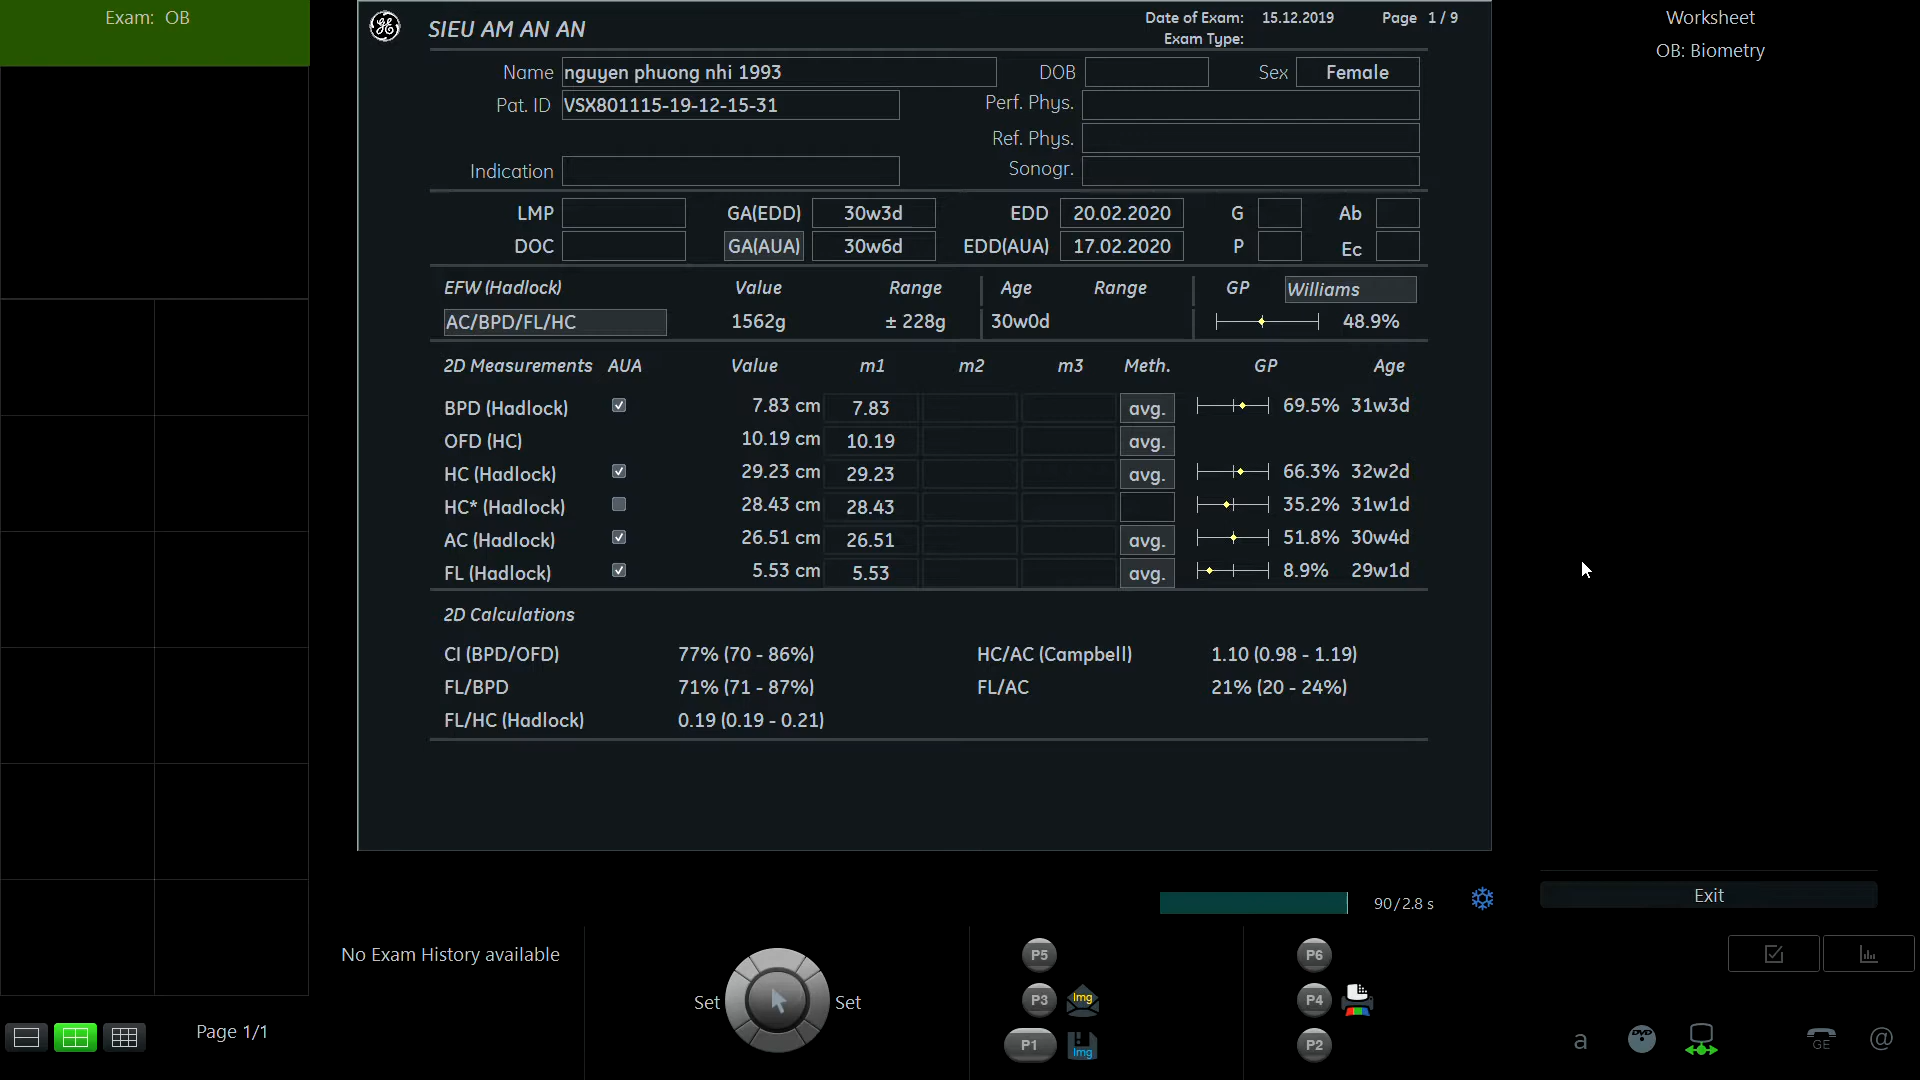 Exam: OB
SIEU AM AN AN
Date of Exam: 15.12.2019 Page 1 / 9
Exam Type:
Worksheet
OB: Biometry
Name nguyen phuong nhi 1993 DOB Sex Female
Pat. ID VSX801115-19-12-15-31 Perf. Phys.
Ref. Phys.
Indication Sonogr.
LMP GA(EDD) 30w3d EDD 20.02.2020 G Ab
DOC GA(AUA) 30w6d EDD(AUA) 17.02.2020 P Ec
EFW (Hadlock) Value Range Age Range GP Williams
AC/BPD/FL/HC 1562g ± 228g 30w0d 48.9%
2D Measurements AUA Value m1 m2 m3 Meth. GP Age
BPD (Hadlock) 7.83 cm 7.83 avg. 69.5% 31w3d
OFD (HC) 10.19 cm 10.19 avg.
HC (Hadlock) 29.23 cm 29.23 avg. 66.3% 32w2d
HC* (Hadlock) 28.43 cm 28.43 35.2% 31w1d
AC (Hadlock) 26.51 cm 26.51 avg. 51.8% 30w4d
FL (Hadlock) 5.53 cm 5.53 avg. 8.9% 29w1d
2D Calculations
CI (BPD/OFD) 77% (70 - 86%) HC/AC (Campbell) 1.10 (0.98 - 1.19)
FL/BPD 71% (71 - 87%) FL/AC 21% (20 - 24%)
FL/HC (Hadlock) 0.19 (0.19 - 0.21)
90/2.8 s
Exit
No Exam History available
Set Set
P5
P3 Img
P1 Img
P6
P4
P2
Page 1/1
a DVD GE @